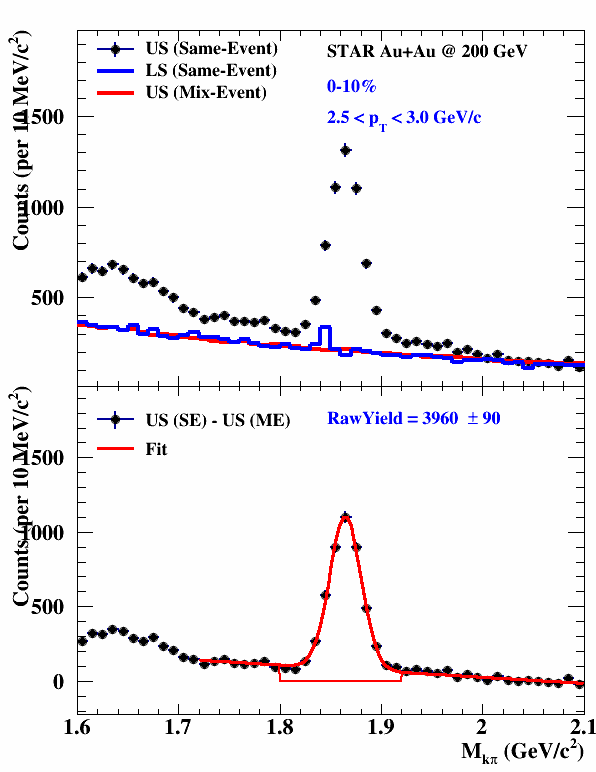 US (Same-Event)
LS (Same-Event)
US (Mix-Event)
STAR Au+Au @ 200 GeV
0-10%
2.5 < p_T < 3.0 GeV/c
Counts (per 10 MeV/c²)
1500
1000
500
US (SE) - US (ME)
Fit
RawYield = 3960 ± 90
Counts (per 10 MeV/c²)
1500
1000
500
0
1.6 1.7 1.8 1.9 2 2.1
M_kπ (GeV/c²)